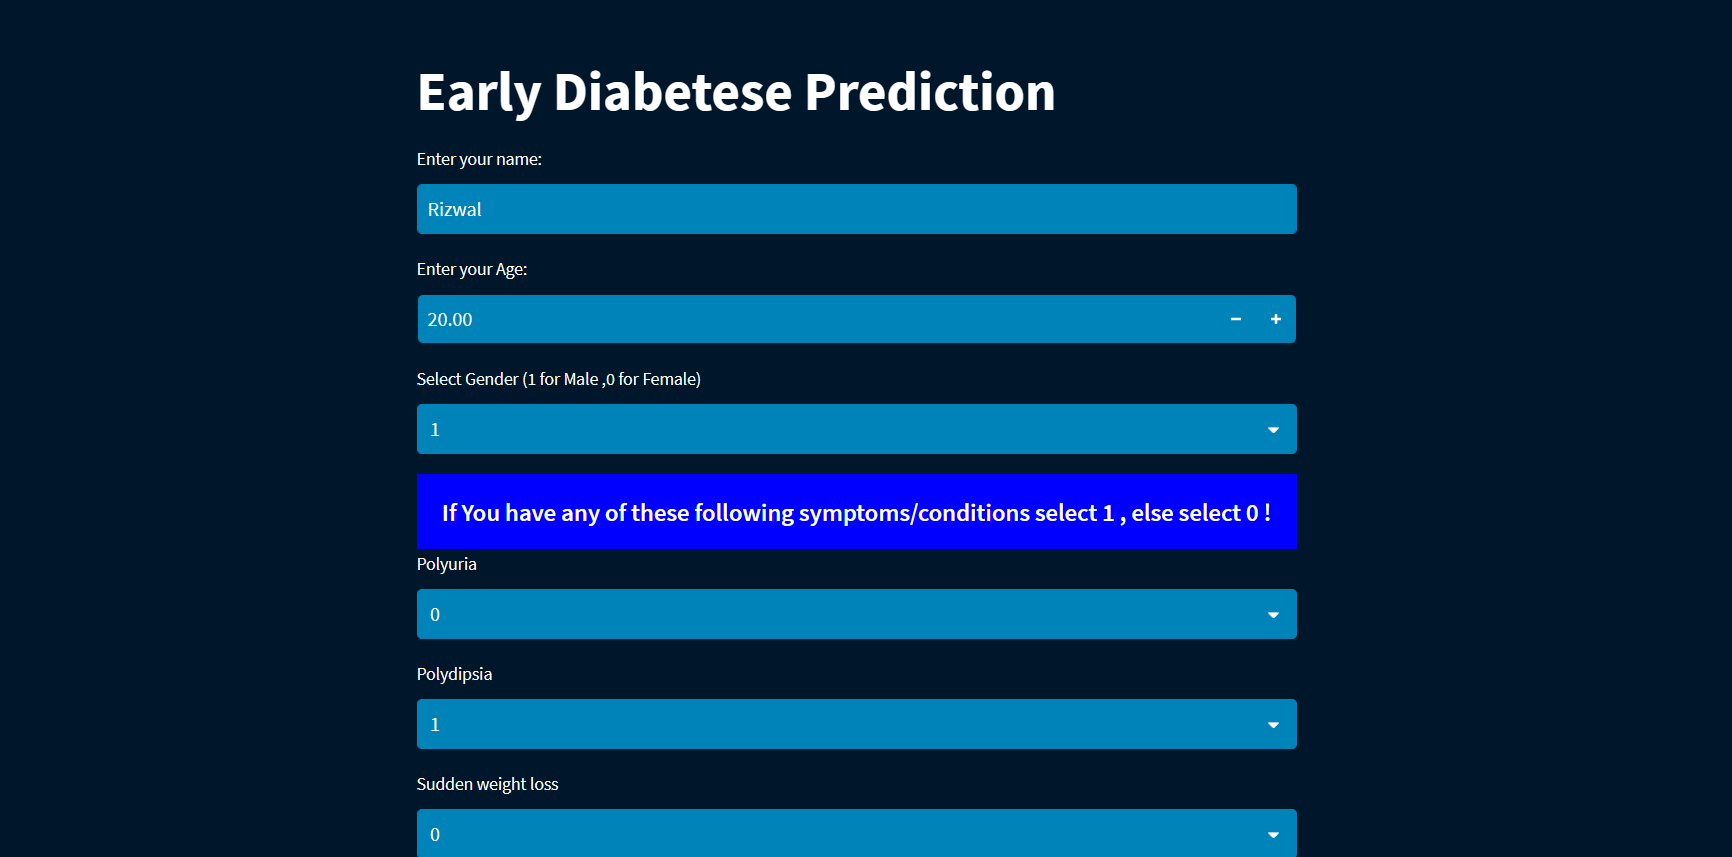 Early Diabetese Prediction
Enter your name:
Rizwal
Enter your Age:
20.00
Select Gender (1 for Male ,0 for Female)
1
If You have any of these following symptoms/conditions select 1 , else select 0 !
Polyuria
0
Polydipsia
1
Sudden weight loss
0